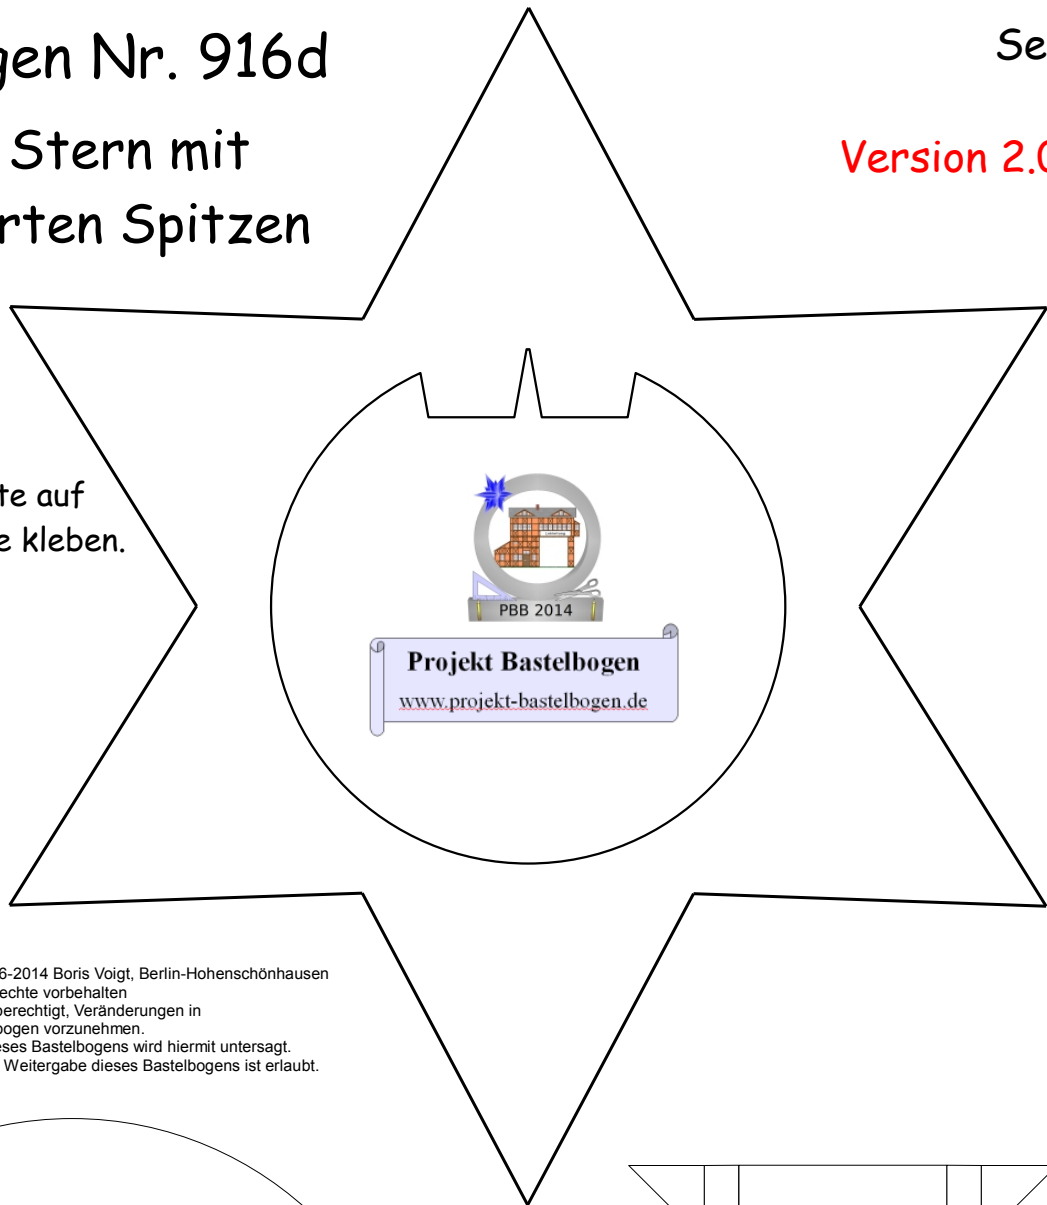 gen Nr. 916d
Stern mit
rten Spitzen
Se
Version 2.0
te auf
e kleben.
PBB 2014
Projekt Bastelbogen
www.projekt-bastelbogen.de
6-2014 Boris Voigt, Berlin-Hohenschönhausen
echte vorbehalten
berechtigt, Veränderungen in
bogen vorzunehmen.
eses Bastelbogens wird hiermit untersagt.
Weitergabe dieses Bastelbogens ist erlaubt.